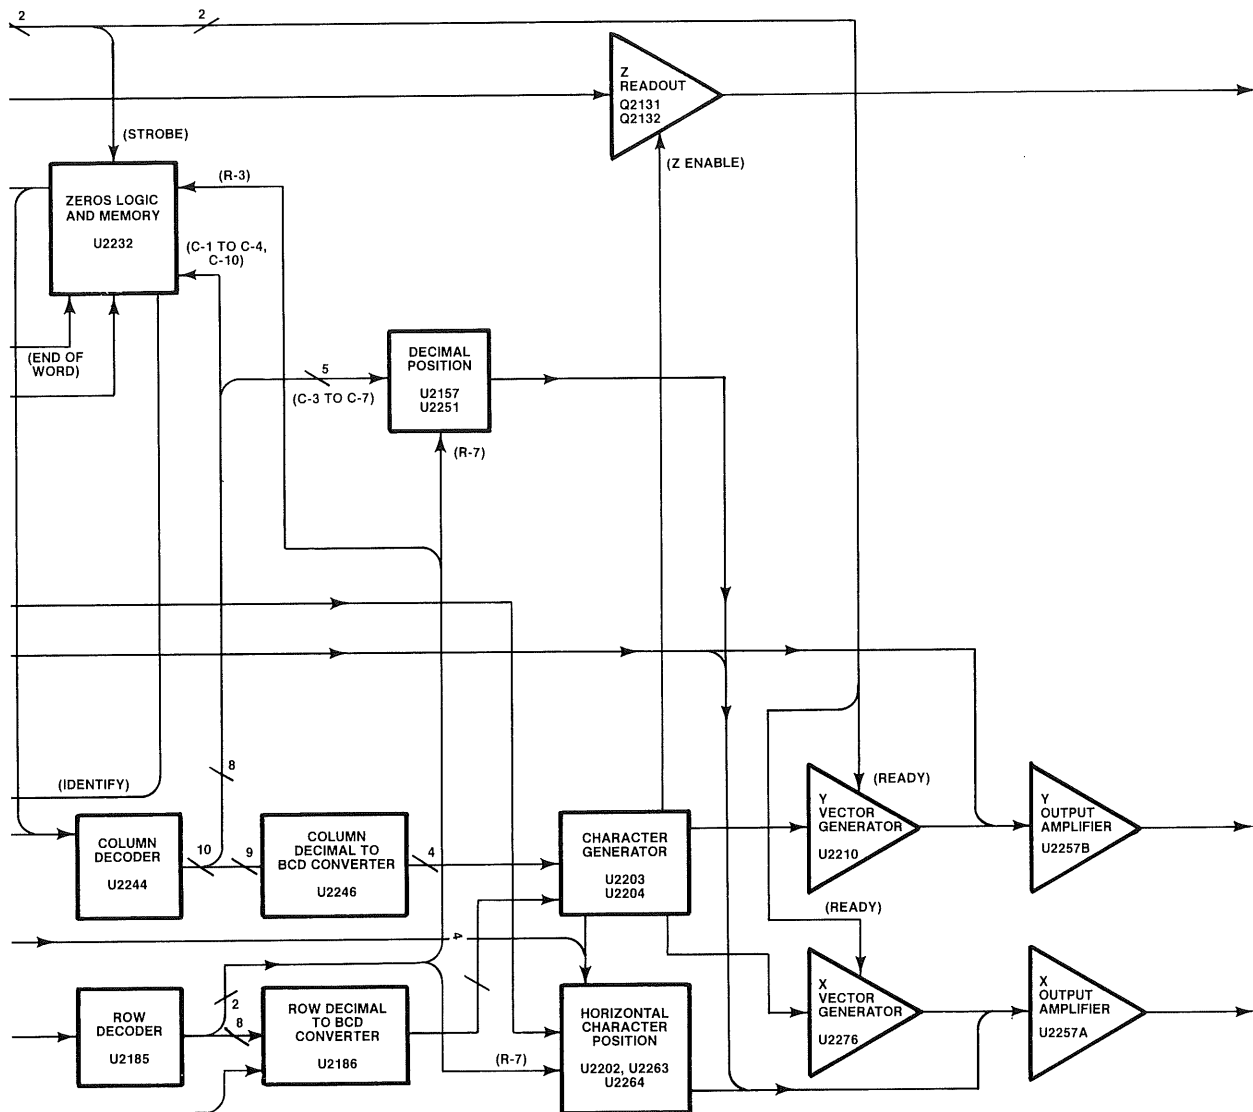 2
2
Z
READOUT
Q2131
Q2132
(STROBE)
(Z ENABLE)
(R-3)
ZEROS LOGIC
AND MEMORY
U2232
(C-1 TO C-4,
C-10)
(END OF
WORD)
DECIMAL
POSITION
U2157
U2251
5
(C-3 TO C-7)
(R-7)
8
(IDENTIFY)
(READY)
COLUMN
DECODER
U2244
10
9
COLUMN
DECIMAL TO
BCD CONVERTER
U2246
4
CHARACTER
GENERATOR
U2203
U2204
Y
VECTOR
GENERATOR
U2210
Y
OUTPUT
AMPLIFIER
U2257B
(READY)
4
ROW
DECODER
U2185
2
8
ROW DECIMAL
TO BCD
CONVERTER
U2186
(R-7)
HORIZONTAL
CHARACTER
POSITION
U2202, U2263
U2264
X
VECTOR
GENERATOR
U2276
X
OUTPUT
AMPLIFIER
U2257A